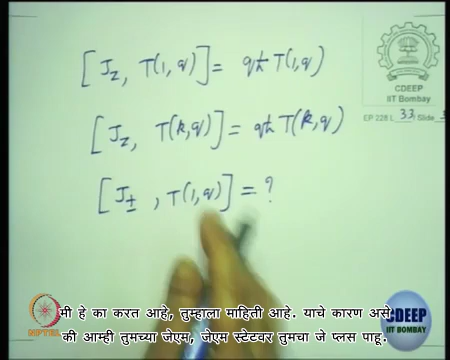 [J_z, T(1,q)] = qħ T(1,q)
[J_z, T(k,q)] = qħ T(k,q)
[J_±, T(1,q)] = ?
CDEEP
IIT Bombay
EP 228 L 33 Slide
मी हे का करत आहे, तुम्हाला माहिती आहे. याचे कारण असे
की आम्ही तुमच्या जेएम, जेएम स्टेटवर तुमचा जे प्लस पाहू.
NPTEL
CDEEP
IIT Bombay